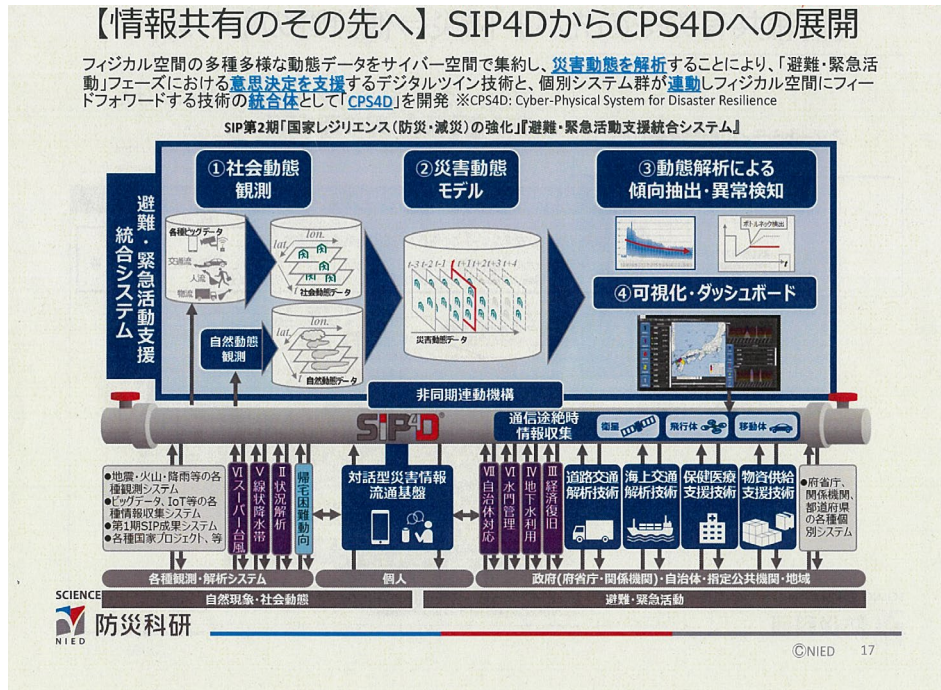 【情報共有のその先へ】SIP4DからCPS4Dへの展開
フィジカル空間の多種多様な動態データをサイバー空間で集約し、災害動態を解析することにより、「避難・緊急活
動」フェーズにおける意思決定を支援するデジタルツイン技術と、個別システム群が連動しフィジカル空間にフィー
ドフォワードする技術の統合体として「CPS4D」を開発 ※CPS4D: Cyber-Physical System for Disaster Resilience
SIP第2期「国家レジリエンス（防災・減災）の強化」『避難・緊急活動支援統合システム』
避難・緊急活動支援
統合システム
①社会動態
観測
②災害動態
モデル
③動態解析による
傾向抽出・異常検知
各種ビッグデータ
交通流
人流
物流
lon.
lat.
社会動態データ
自然動態
観測
lon.
lat.
自然動態データ
t-3 t-2 t-1 t t+1 t+2 t+3 t+4
災害動態データ
ボトルネック検出
t
④可視化・ダッシュボード
非同期連動機構
SIP4D
通信途絶時
情報収集
衛星
飛行体
移動体
●地震・火山・降雨等の各
種観測システム
●ビッグデータ、IoT等の各
種情報収集システム
●第1期SIP成果システム
●各種国家プロジェクト、等
Ⅵスーパー台風
Ⅴ線状降水帯
Ⅱ状況解析
帰宅困難動向
対話型災害情報
流通基盤
Ⅶ自治体対応
Ⅵ水門管理
Ⅳ地下水利用
Ⅲ経済復旧
道路交通
解析技術
海上交通
解析技術
保健医療
支援技術
物資供給
支援技術
●府省庁、
関係機関、
都道府県
の各種個
別システム
各種観測・解析システム
個人
政府（府省庁・関係機関）・自治体・指定公共機関・地域
自然現象・社会動態
避難・緊急活動
SCIENCE
NIED
防災科研
©NIED 17